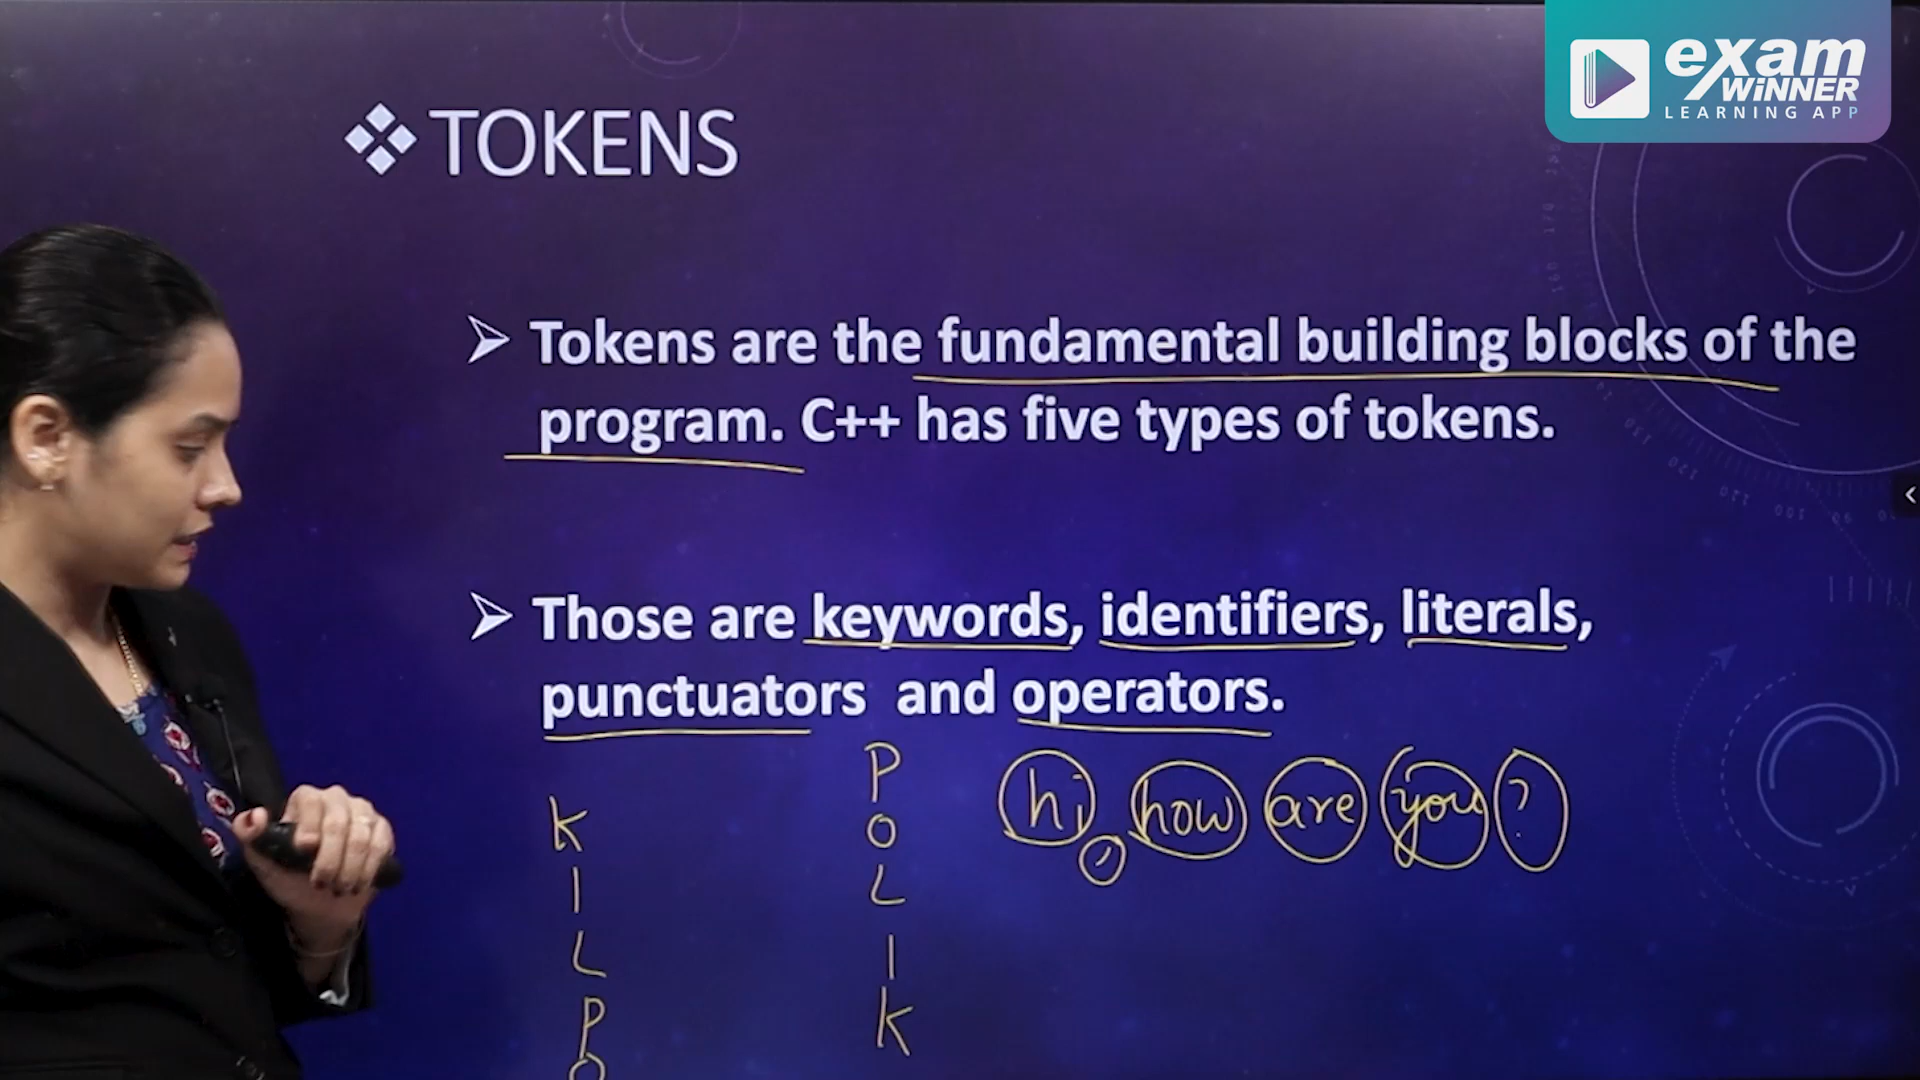 exam
WiNNER
LEARNING APP
TOKENS
Tokens are the fundamental building blocks of the
program. C++ has five types of tokens.
Those are keywords, identifiers, literals,
punctuators and operators.
K
I
L
P
O
P
O
L
I
K
hi, how are you ?